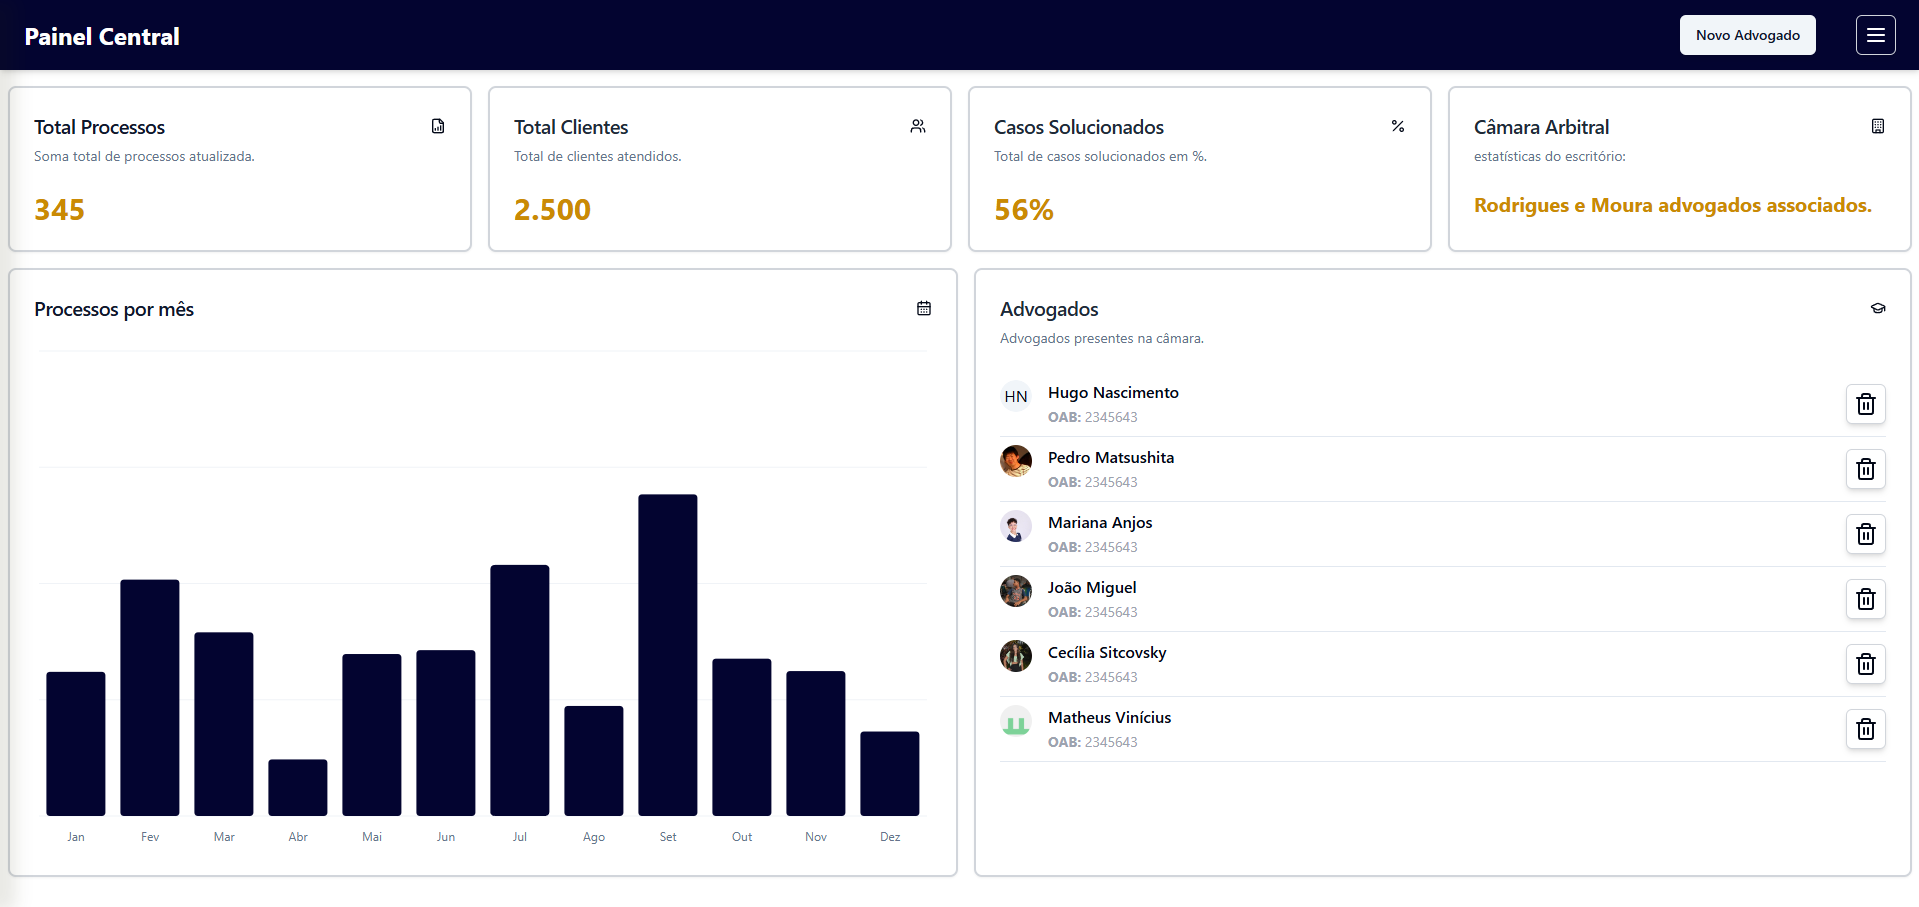 Painel Central
Novo Advogado
Total Processos
Soma total de processos atualizada.
345
Total Clientes
Total de clientes atendidos.
2.500
Casos Solucionados
Total de casos solucionados em %.
56%
Câmara Arbitral
estatísticas do escritório:
Rodrigues e Moura advogados associados.
Processos por mês
Jan Fev Mar Abr Mai Jun Jul Ago Set Out Nov Dez
Advogados
Advogados presentes na câmara.
HN
Hugo Nascimento
OAB: 2345643
Pedro Matsushita
OAB: 2345643
Mariana Anjos
OAB: 2345643
João Miguel
OAB: 2345643
Cecília Sitcovsky
OAB: 2345643
Matheus Vinícius
OAB: 2345643